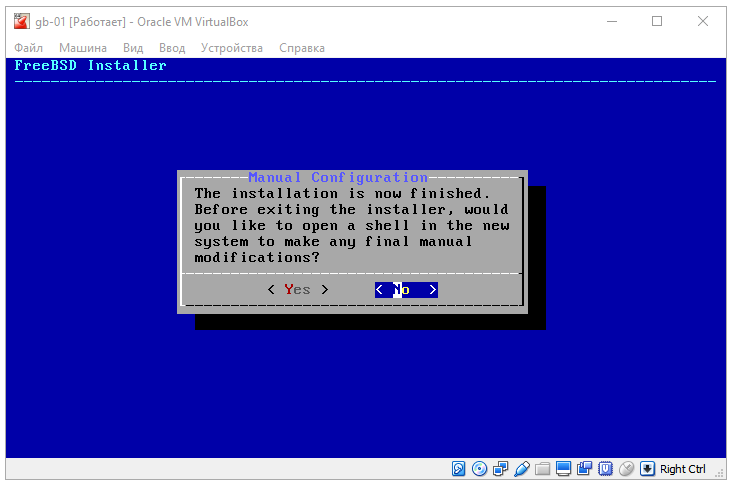 gb-01 [Работает] - Oracle VM VirtualBox
Файл Машина Вид Ввод Устройства Справка
FreeBSD Installer
Manual Configuration
The installation is now finished.
Before exiting the installer, would
you like to open a shell in the new
system to make any final manual
modifications?
< Yes > < No >
Right Ctrl